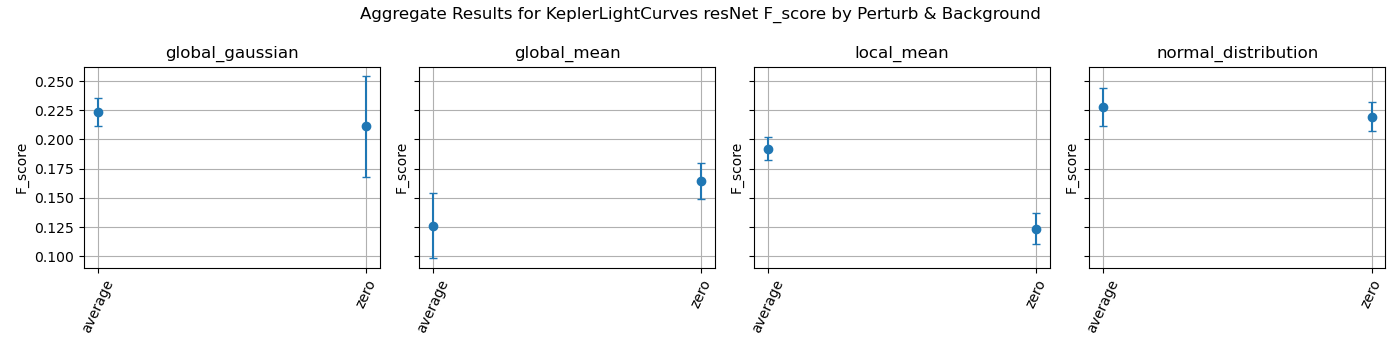 Aggregate Results for KeplerLightCurves resNet F_score by Perturb & Background
global_gaussian
global_mean
local_mean
normal_distribution
0.250
0.225
0.200
0.175
0.150
0.125
0.100
F_score
F_score
F_score
F_score
average
zero
average
zero
average
zero
average
zero